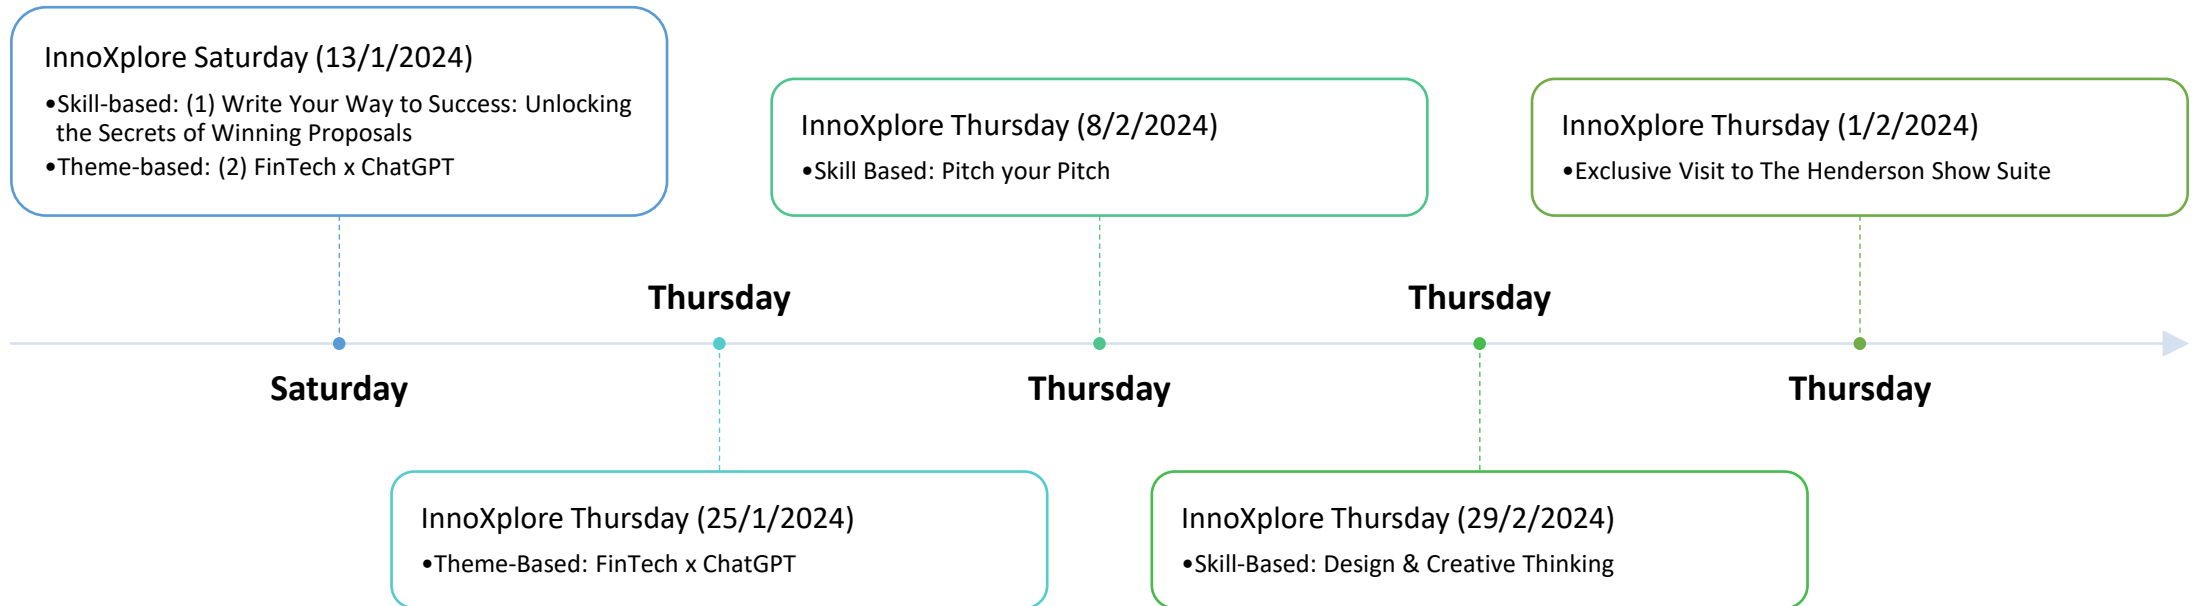 InnoXplore Saturday (13/1/2024)
•Skill-based: (1) Write Your Way to Success: Unlocking
the Secrets of Winning Proposals
•Theme-based: (2) FinTech x ChatGPT
InnoXplore Thursday (8/2/2024)
•Skill Based: Pitch your Pitch
InnoXplore Thursday (1/2/2024)
•Exclusive Visit to The Henderson Show Suite
Thursday
Thursday
Saturday
Thursday
Thursday
InnoXplore Thursday (25/1/2024)
•Theme-Based: FinTech x ChatGPT
InnoXplore Thursday (29/2/2024)
•Skill-Based: Design & Creative Thinking